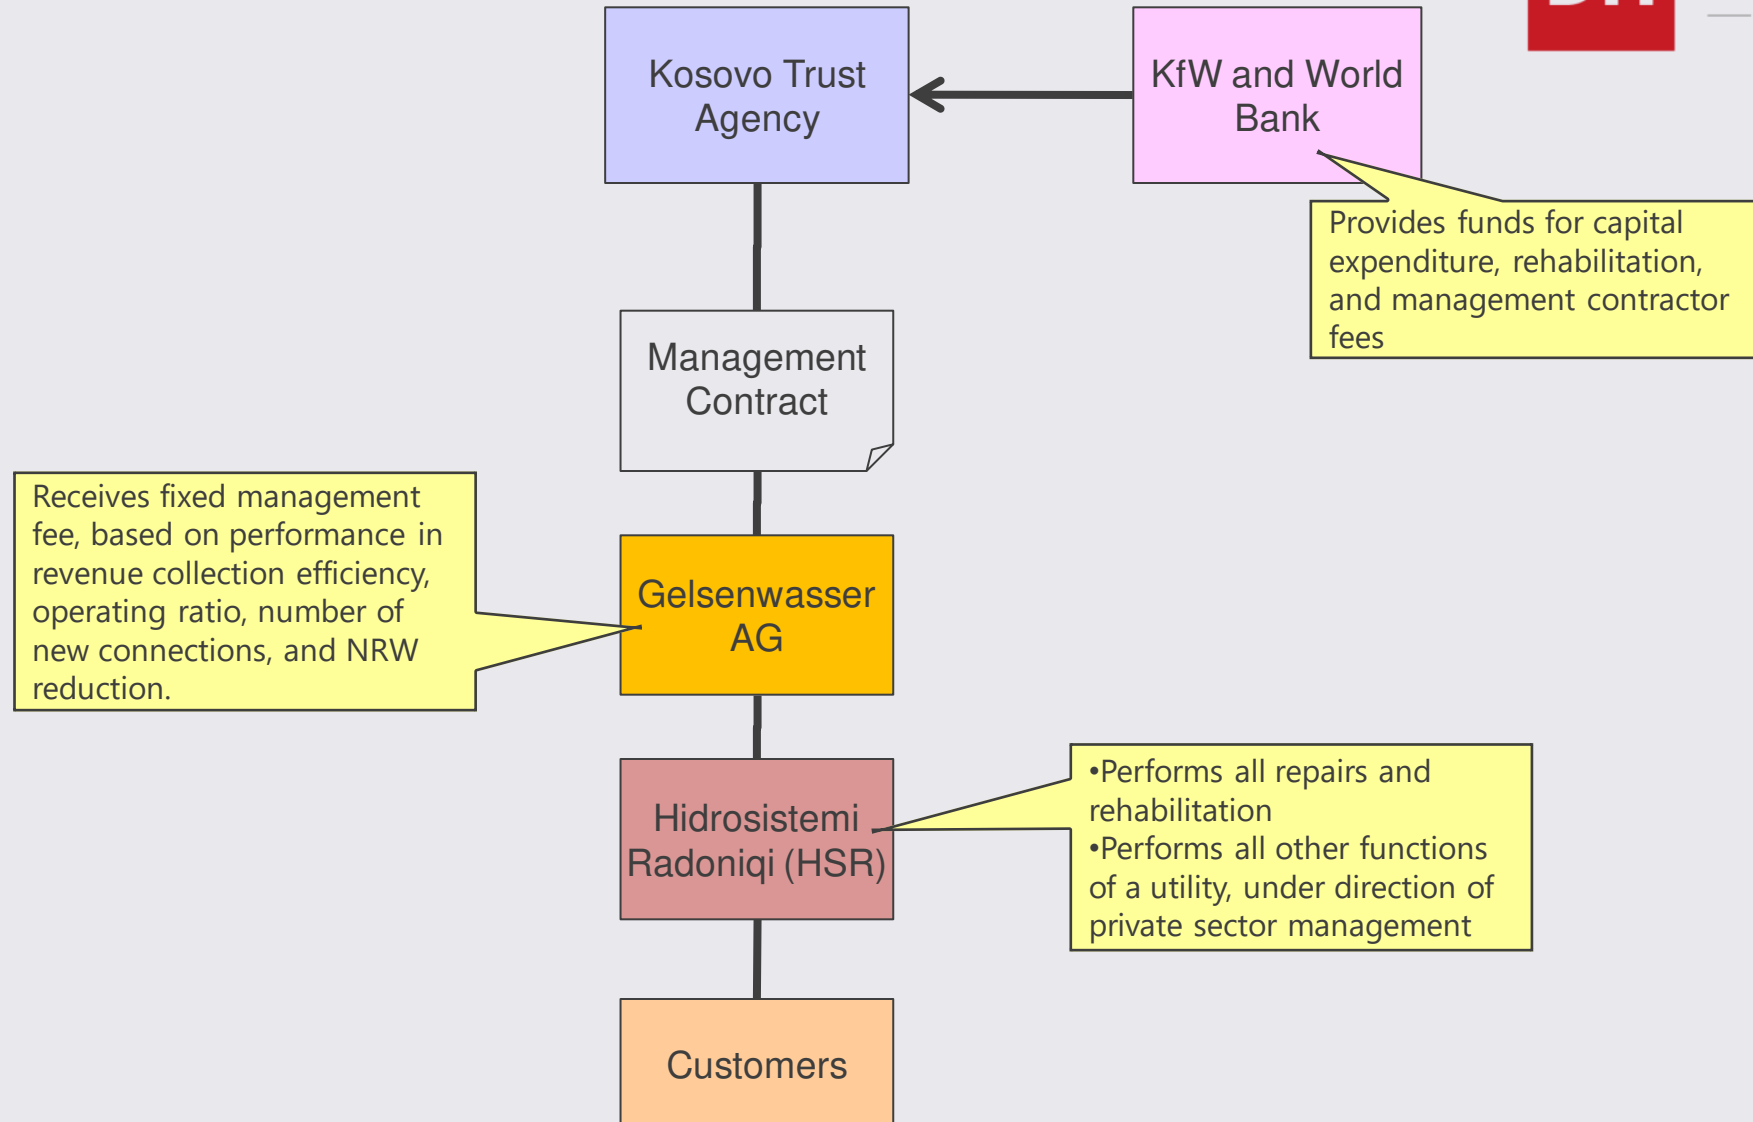 Kosovo Trust
Agency
KfW and World
Bank
Provides funds for capital
expenditure, rehabilitation,
and management contractor
fees
Management
Contract
Receives fixed management
fee, based on performance in
revenue collection efficiency,
operating ratio, number of
new connections, and NRW
reduction.
Gelsenwasser
AG
Hidrosistemi
Radoniqi (HSR)
•Performs all repairs and
rehabilitation
•Performs all other functions
of a utility, under direction of
private sector management
Customers